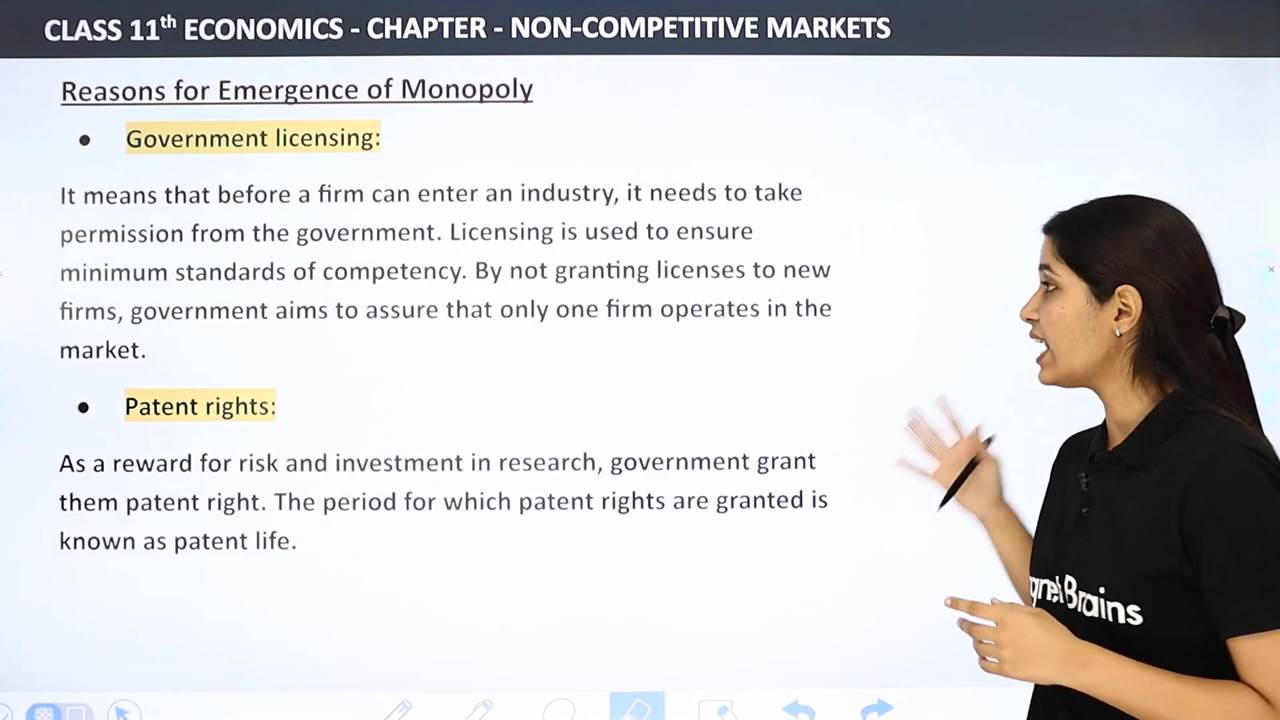 CLASS 11th ECONOMICS - CHAPTER - NON-COMPETITIVE MARKETS
Reasons for Emergence of Monopoly
• Government licensing:
It means that before a firm can enter an industry, it needs to take
permission from the government. Licensing is used to ensure
minimum standards of competency. By not granting licenses to new
firms, government aims to assure that only one firm operates in the
market.
• Patent rights:
As a reward for risk and investment in research, government grant
them patent right. The period for which patent rights are granted is
known as patent life.
Brains